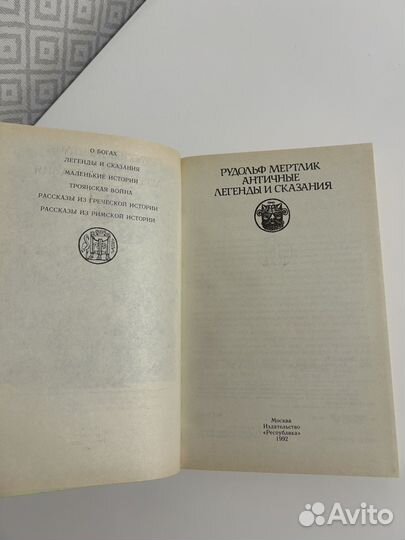 О БОГАХ
ЛЕГЕНДЫ И СКАЗАНИЯ
МАЛЕНЬКИЕ ИСТОРИИ
ТРОЯНСКАЯ ВОЙНА
РАССКАЗЫ ИЗ ГРЕЧЕСКОЙ ИСТОРИИ
РАССКАЗЫ ИЗ РИМСКОЙ ИСТОРИИ
РУДОЛЬФ МЕРТЛИК
АНТИЧНЫЕ
ЛЕГЕНДЫ И СКАЗАНИЯ
Москва
Издательство
«Республика»
1992
Avito